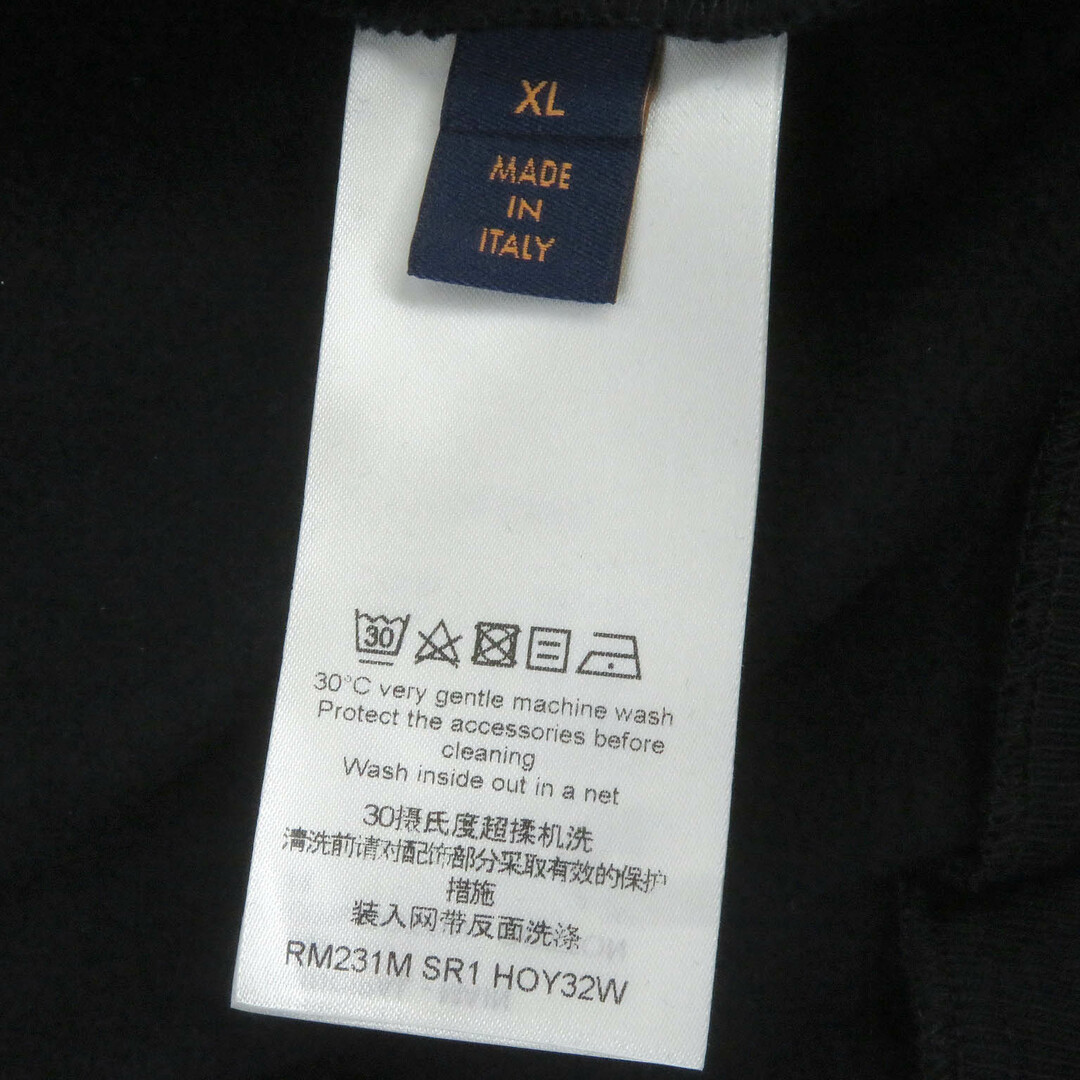 XL
MADE
IN
ITALY
30
30°C very gentle machine wash
Protect the accessories before
cleaning
Wash inside out in a net
30摄氏度超揉机洗
清洗前请对配饰部分采取有效的保护
措施
装入网带反面洗涤
RM231M SR1 HOY32W